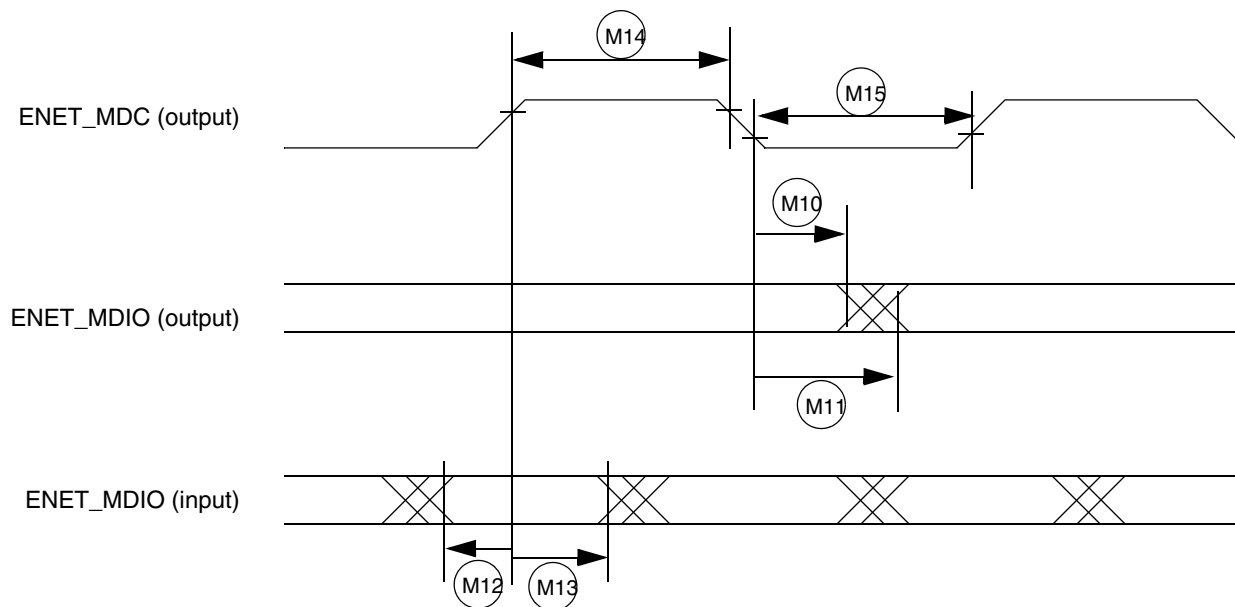 M14
ENET_MDC (output)
M15
M10
ENET_MDIO (output)
M11
ENET_MDIO (input)
M12
M13